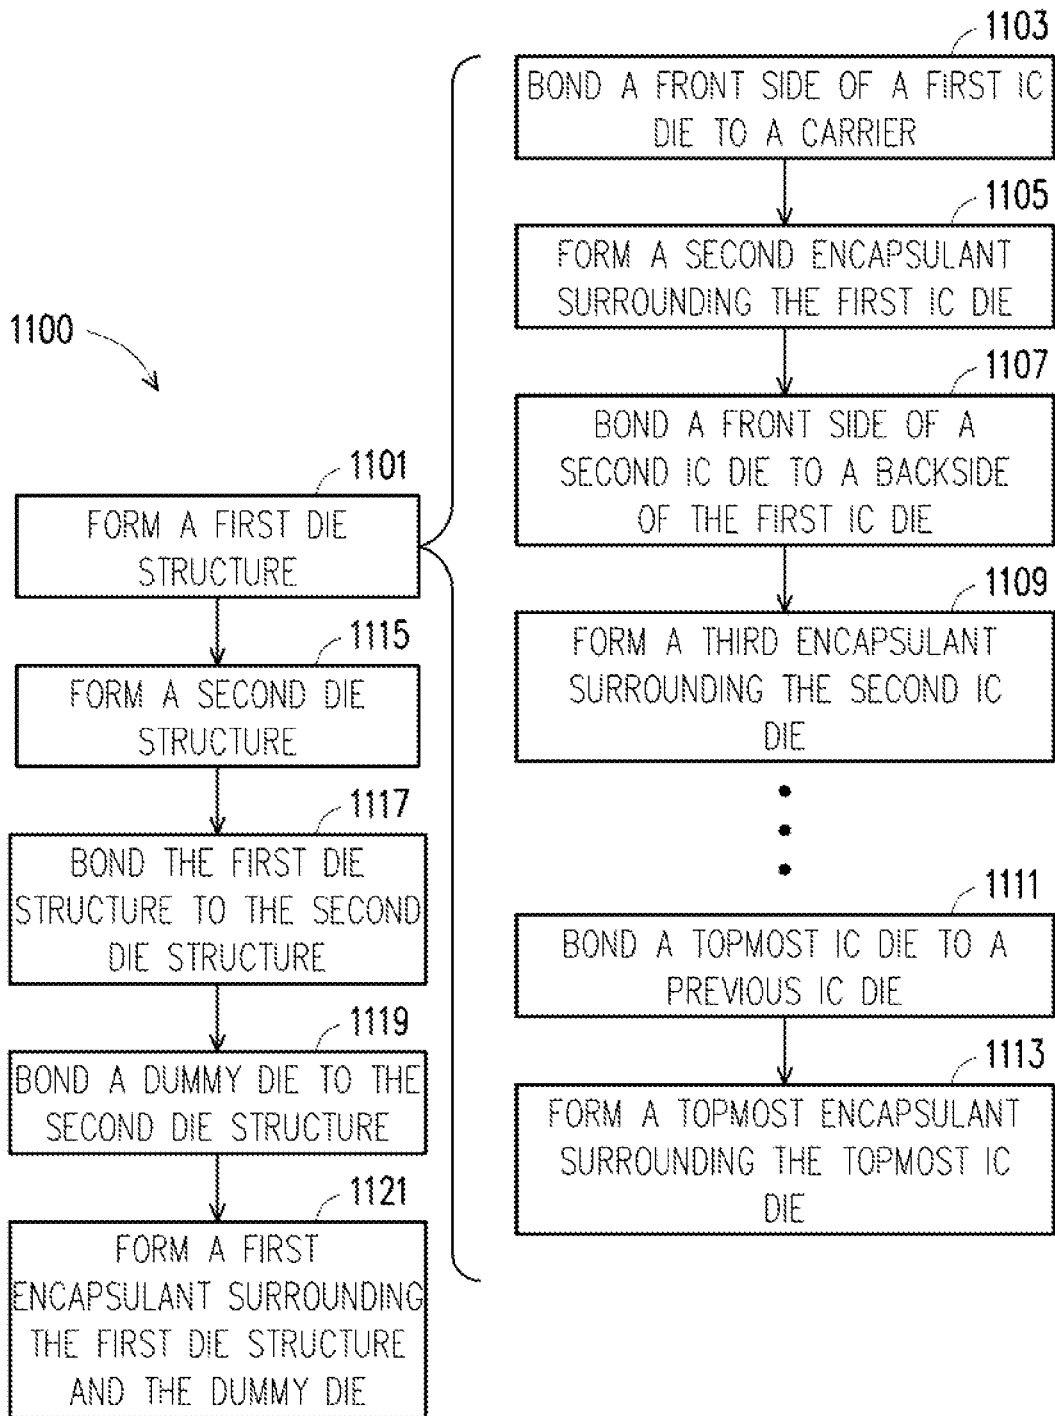 1100
1101
FORM A FIRST DIE
STRUCTURE
1115
FORM A SECOND DIE
STRUCTURE
1117
BOND THE FIRST DIE
STRUCTURE TO THE SECOND
DIE STRUCTURE
1119
BOND A DUMMY DIE TO THE
SECOND DIE STRUCTURE
1121
FORM A FIRST
ENCAPSULANT SURROUNDING
THE FIRST DIE STRUCTURE
AND THE DUMMY DIE
1103
BOND A FRONT SIDE OF A FIRST IC
DIE TO A CARRIER
1105
FORM A SECOND ENCAPSULANT
SURROUNDING THE FIRST IC DIE
1107
BOND A FRONT SIDE OF A
SECOND IC DIE TO A BACKSIDE
OF THE FIRST IC DIE
1109
FORM A THIRD ENCAPSULANT
SURROUNDING THE SECOND IC
DIE
1111
BOND A TOPMOST IC DIE TO A
PREVIOUS IC DIE
1113
FORM A TOPMOST ENCAPSULANT
SURROUNDING THE TOPMOST IC
DIE